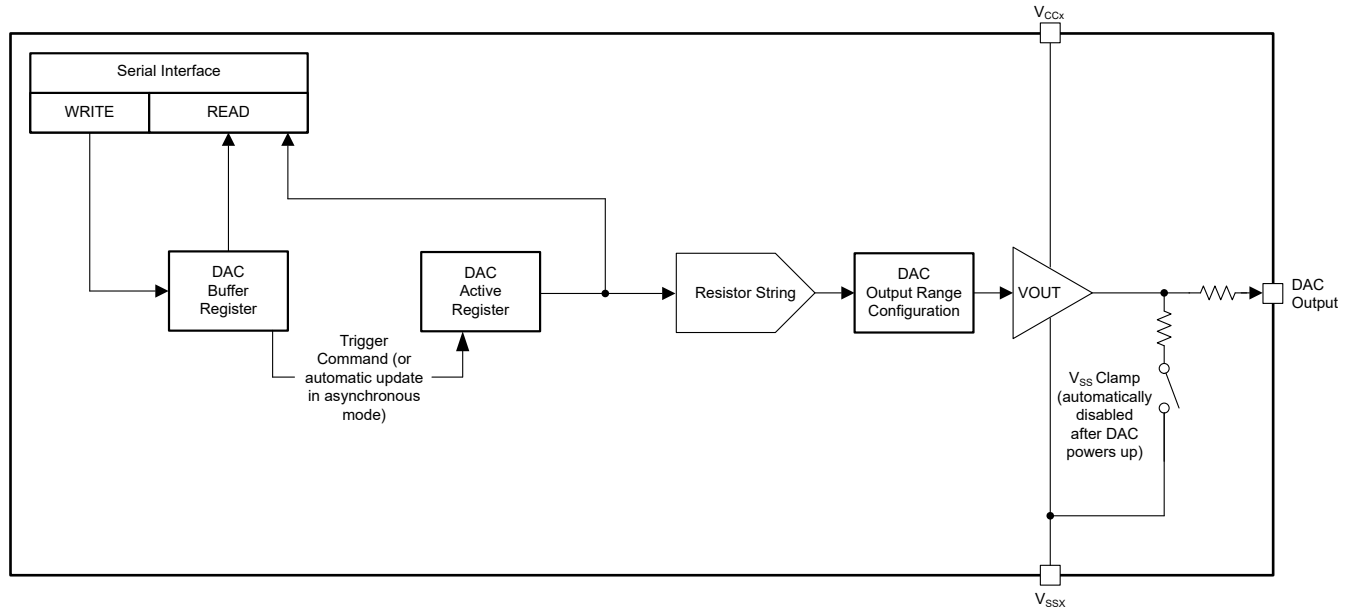 V_CCx
Serial Interface
WRITE
READ
DAC
Buffer
Register
Trigger
Command (or
automatic update
in asynchronous
mode)
DAC
Active
Register
Resistor String
DAC
Output Range
Configuration
VOUT
DAC
Output
V_SS Clamp
(automatically
disabled
after DAC
powers up)
V_SSX